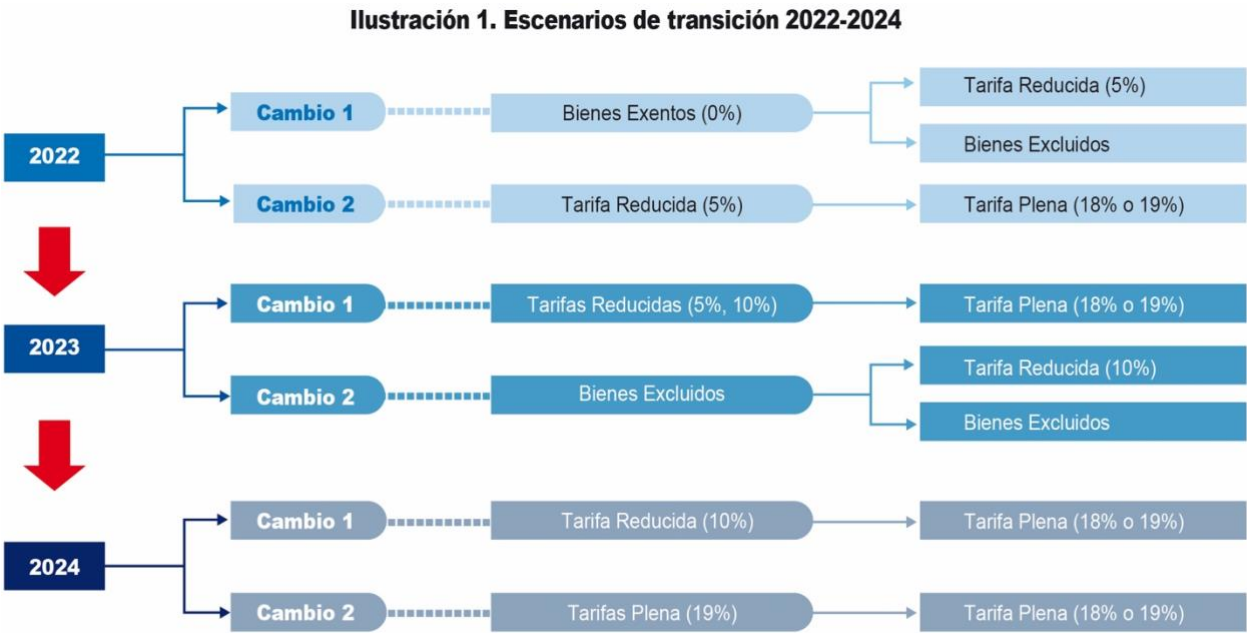 Ilustración 1. Escenarios de transición 2022-2024
2022
Cambio 1
Bienes Exentos (0%)
Tarifa Reducida (5%)
Bienes Excluidos
Cambio 2
Tarifa Reducida (5%)
Tarifa Plena (18% o 19%)
2023
Cambio 1
Tarifas Reducidas (5%, 10%)
Tarifa Plena (18% o 19%)
Cambio 2
Bienes Excluidos
Tarifa Reducida (10%)
Bienes Excluidos
2024
Cambio 1
Tarifa Reducida (10%)
Tarifa Plena (18% o 19%)
Cambio 2
Tarifas Plena (19%)
Tarifa Plena (18% o 19%)